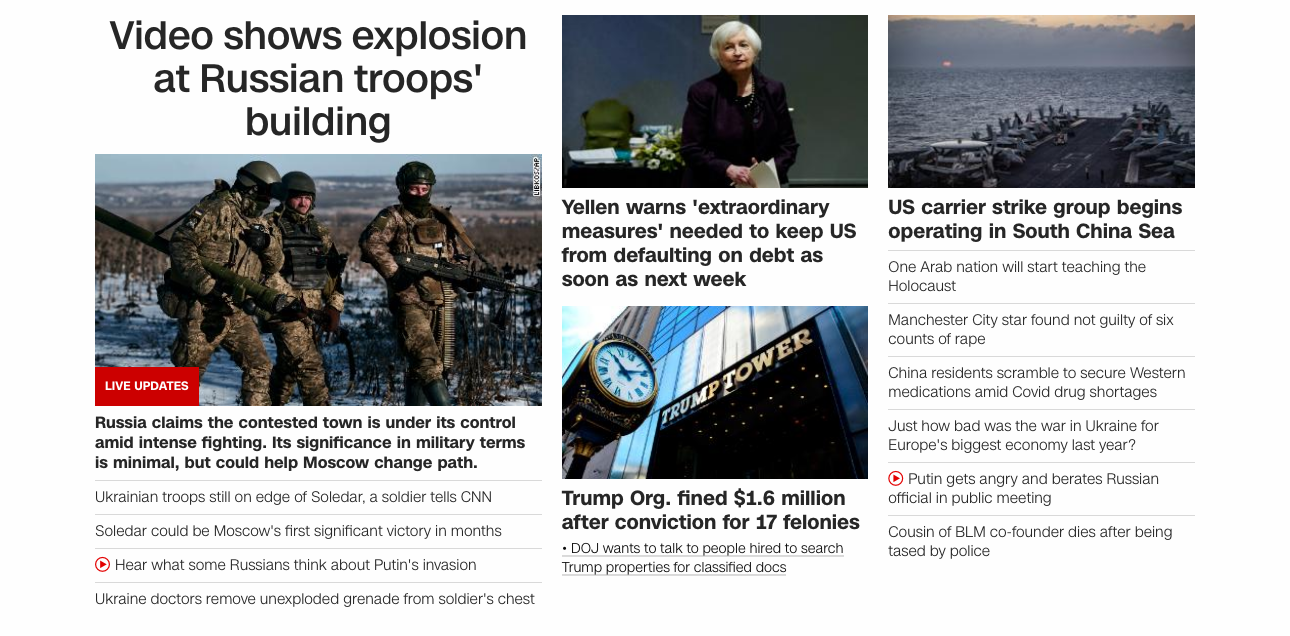 Video shows explosion
at Russian troops'
building
LIBKOS/AP
LIVE UPDATES
Russia claims the contested town is under its control
amid intense fighting. Its significance in military terms
is minimal, but could help Moscow change path.
Ukrainian troops still on edge of Soledar, a soldier tells CNN
Soledar could be Moscow's first significant victory in months
Hear what some Russians think about Putin's invasion
Ukraine doctors remove unexploded grenade from soldier's chest
Yellen warns 'extraordinary
measures' needed to keep US
from defaulting on debt as
soon as next week
TRUMP TOWER
Trump Org. fined $1.6 million
after conviction for 17 felonies
• DOJ wants to talk to people hired to search
Trump properties for classified docs
US carrier strike group begins
operating in South China Sea
One Arab nation will start teaching the
Holocaust
Manchester City star found not guilty of six
counts of rape
China residents scramble to secure Western
medications amid Covid drug shortages
Just how bad was the war in Ukraine for
Europe's biggest economy last year?
Putin gets angry and berates Russian
official in public meeting
Cousin of BLM co-founder dies after being
tased by police